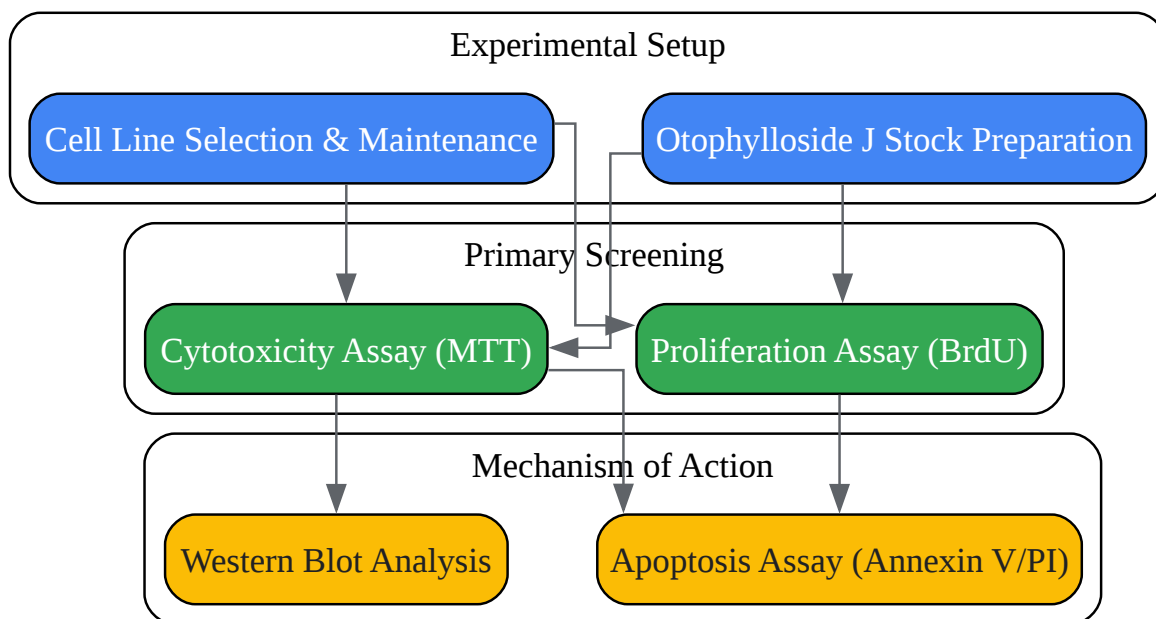 Experimental Setup
Cell Line Selection & Maintenance
Otophylloside J Stock Preparation
Primary Screening
Cytotoxicity Assay (MTT)
Proliferation Assay (BrdU)
Mechanism of Action
Western Blot Analysis
Apoptosis Assay (Annexin V/PI)